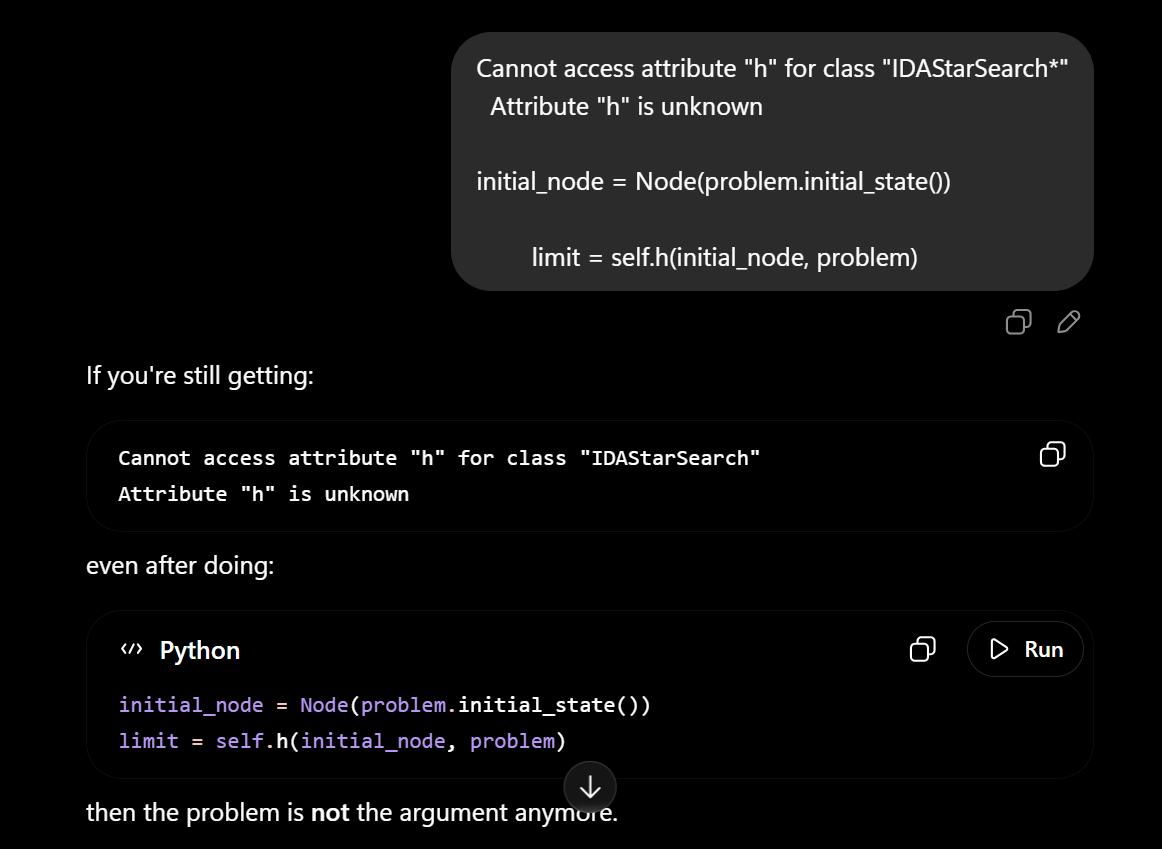 Cannot access attribute "h" for class "IDAStarSearch*"
Attribute "h" is unknown
initial_node = Node(problem.initial_state())
limit = self.h(initial_node, problem)
If you're still getting:
Cannot access attribute "h" for class "IDAStarSearch"
Attribute "h" is unknown
even after doing:
Python
Run
initial_node = Node(problem.initial_state())
limit = self.h(initial_node, problem)
then the problem is not the argument anymore.